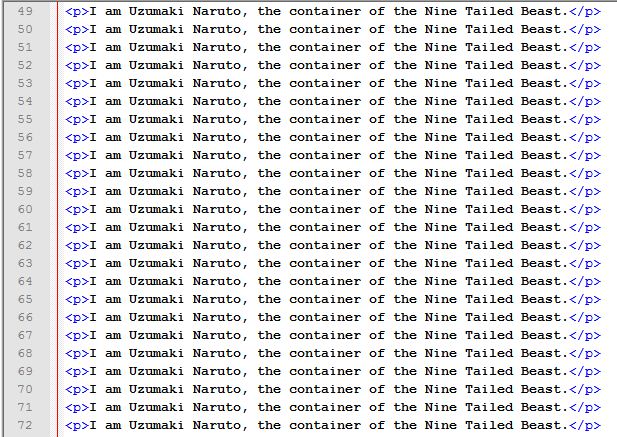 49 <p>I am Uzumaki Naruto, the container of the Nine Tailed Beast.</p>
50 <p>I am Uzumaki Naruto, the container of the Nine Tailed Beast.</p>
51 <p>I am Uzumaki Naruto, the container of the Nine Tailed Beast.</p>
52 <p>I am Uzumaki Naruto, the container of the Nine Tailed Beast.</p>
53 <p>I am Uzumaki Naruto, the container of the Nine Tailed Beast.</p>
54 <p>I am Uzumaki Naruto, the container of the Nine Tailed Beast.</p>
55 <p>I am Uzumaki Naruto, the container of the Nine Tailed Beast.</p>
56 <p>I am Uzumaki Naruto, the container of the Nine Tailed Beast.</p>
57 <p>I am Uzumaki Naruto, the container of the Nine Tailed Beast.</p>
58 <p>I am Uzumaki Naruto, the container of the Nine Tailed Beast.</p>
59 <p>I am Uzumaki Naruto, the container of the Nine Tailed Beast.</p>
60 <p>I am Uzumaki Naruto, the container of the Nine Tailed Beast.</p>
61 <p>I am Uzumaki Naruto, the container of the Nine Tailed Beast.</p>
62 <p>I am Uzumaki Naruto, the container of the Nine Tailed Beast.</p>
63 <p>I am Uzumaki Naruto, the container of the Nine Tailed Beast.</p>
64 <p>I am Uzumaki Naruto, the container of the Nine Tailed Beast.</p>
65 <p>I am Uzumaki Naruto, the container of the Nine Tailed Beast.</p>
66 <p>I am Uzumaki Naruto, the container of the Nine Tailed Beast.</p>
67 <p>I am Uzumaki Naruto, the container of the Nine Tailed Beast.</p>
68 <p>I am Uzumaki Naruto, the container of the Nine Tailed Beast.</p>
69 <p>I am Uzumaki Naruto, the container of the Nine Tailed Beast.</p>
70 <p>I am Uzumaki Naruto, the container of the Nine Tailed Beast.</p>
71 <p>I am Uzumaki Naruto, the container of the Nine Tailed Beast.</p>
72 <p>I am Uzumaki Naruto, the container of the Nine Tailed Beast.</p>